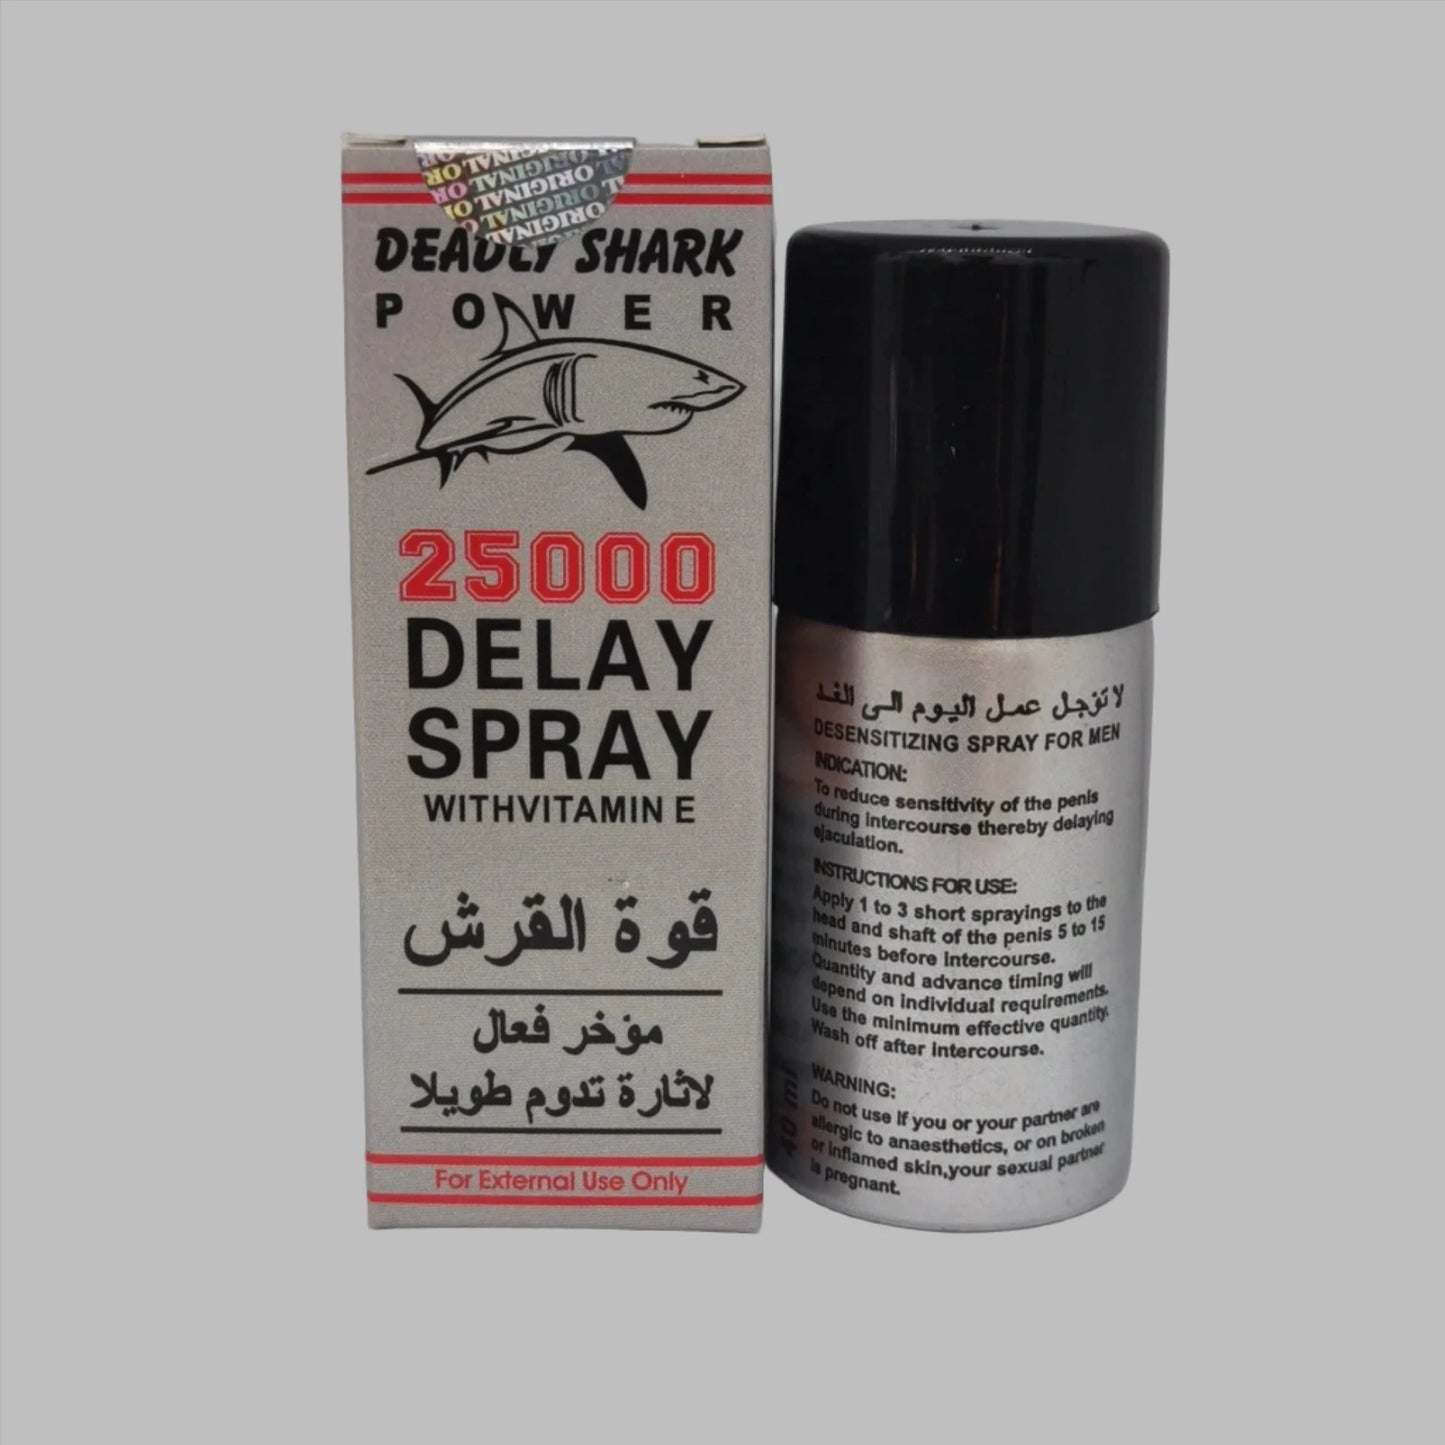 ORIGINAL ORIGINAL
DEADLY SHARK
POWER
25000
DELAY
SPRAY
WITHVITAMIN E
قوة القرش
مؤخر فعال
لاثارة تدوم طويلا
For External Use Only
لا تؤجل عمل اليوم الى الغد
DESENSITIZING SPRAY FOR MEN
INDICATION:
To reduce sensitivity of the penis
during intercourse thereby delaying
ejaculation.
INSTRUCTIONS FOR USE:
Apply 1 to 3 short sprayings to the
head and shaft of the penis 5 to 15
minutes before intercourse.
Quantity and advance timing will
depend on individual requirements.
Use the minimum effective quantity.
Wash off after intercourse.
WARNING:
Do not use if you or your partner are
allergic to anaesthetics, or on broken
or inflamed skin,your sexual partner
is pregnant.
40 ml